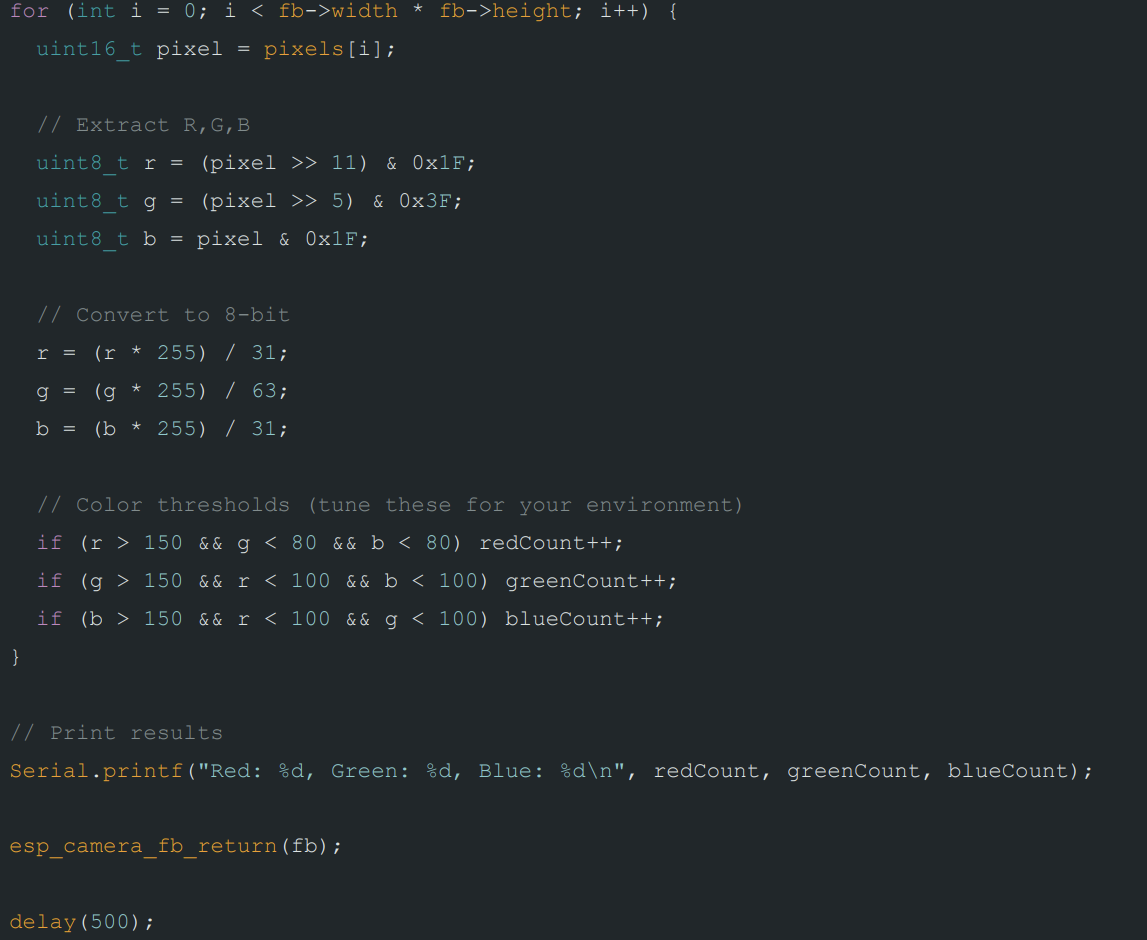 for (int i = 0; i < fb->width * fb->height; i++) {
uint16_t pixel = pixels[i];
// Extract R,G,B
uint8_t r = (pixel >> 11) & 0x1F;
uint8_t g = (pixel >> 5) & 0x3F;
uint8_t b = pixel & 0x1F;
// Convert to 8-bit
r = (r * 255) / 31;
g = (g * 255) / 63;
b = (b * 255) / 31;
// Color thresholds (tune these for your environment)
if (r > 150 && g < 80 && b < 80) redCount++;
if (g > 150 && r < 100 && b < 100) greenCount++;
if (b > 150 && r < 100 && g < 100) blueCount++;
}
// Print results
Serial.printf("Red: %d, Green: %d, Blue: %d\n", redCount, greenCount, blueCount);
esp_camera_fb_return(fb);
delay(500);